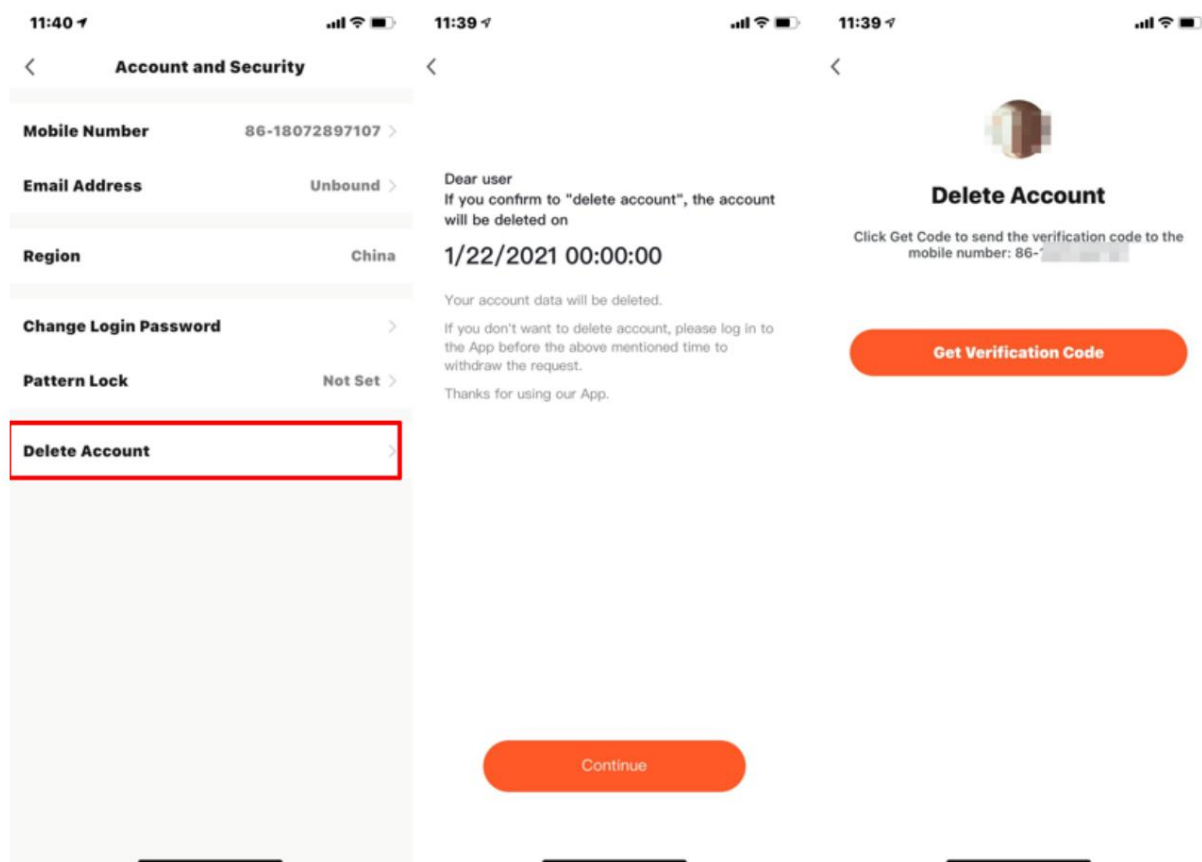 11:40
Account and Security
Mobile Number 86-18072897107
Email Address Unbound
Region China
Change Login Password
Pattern Lock Not Set
Delete Account
11:39
Dear user
If you confirm to "delete account", the account
will be deleted on
1/22/2021 00:00:00
Your account data will be deleted.
If you don't want to delete account, please log in to
the App before the above mentioned time to
withdraw the request.
Thanks for using our App.
Continue
11:39
Delete Account
Click Get Code to send the verification code to the
mobile number: 86-
Get Verification Code